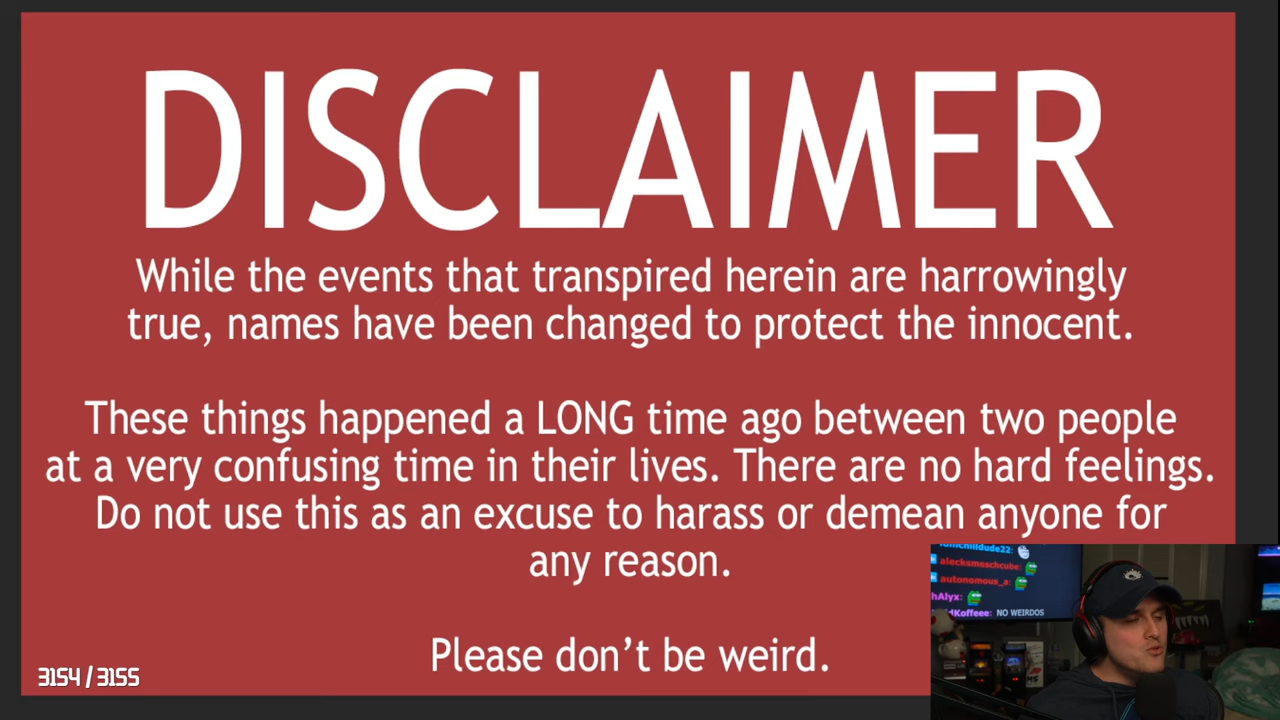 DISCLAIMER
While the events that transpired herein are harrowingly
true, names have been changed to protect the innocent.
These things happened a LONG time ago between two people
at a very confusing time in their lives. There are no hard feelings.
Do not use this as an excuse to harass or demean anyone for
any reason.
Please don’t be weird.
3154 / 3155
alecksmeschcube:
autonomous_a:
hAlyx:
dKoffeee: NO WEIRDOS